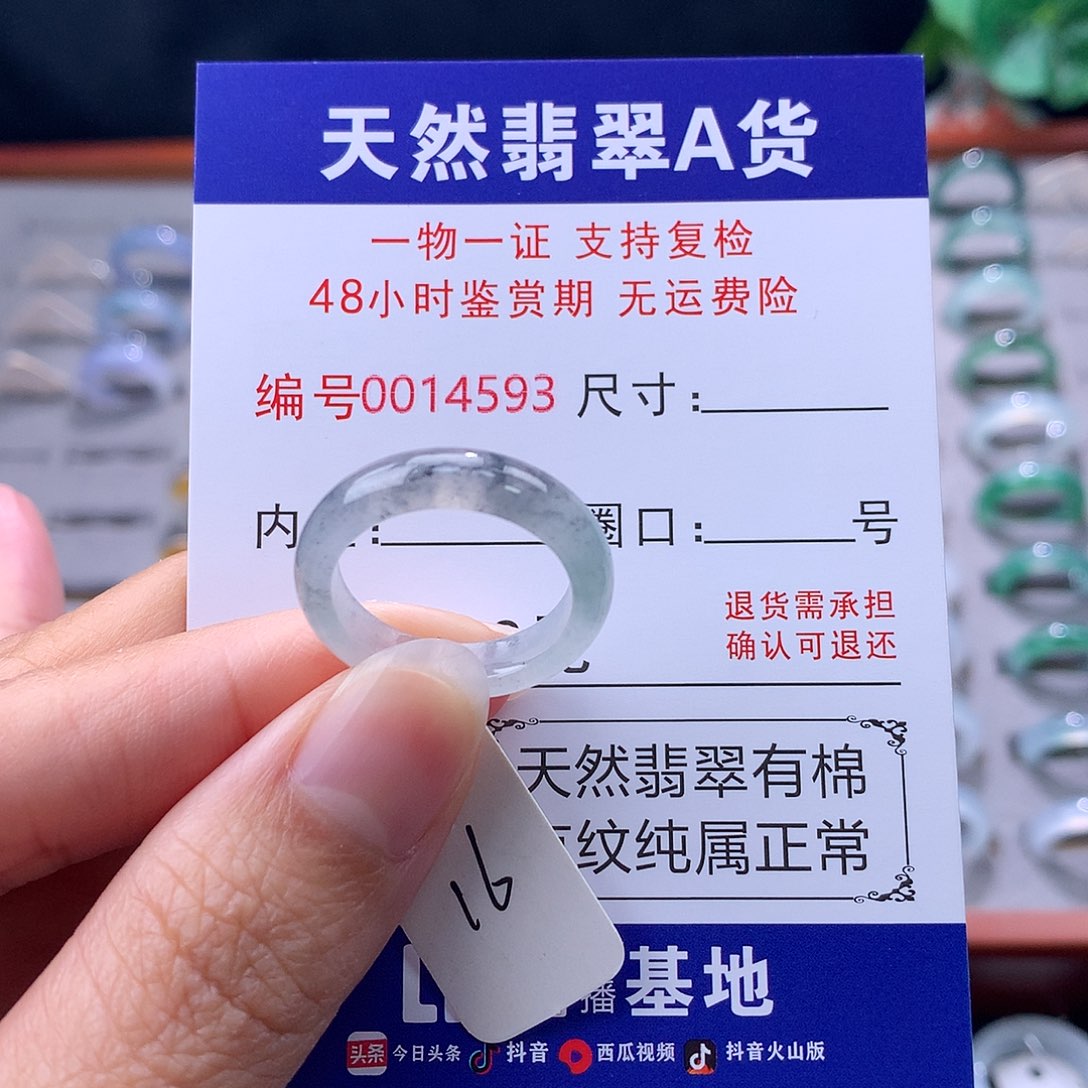 天然翡翠A货
一物一证 支持复检
48小时鉴赏期 无运费险
编号0014593 尺寸:
内 : 圈口: 号
退货需承担
确认可退还
天然翡翠有棉
纹纯属正常
16
播基地
头条 今日头条 抖音 西瓜视频 抖音火山版